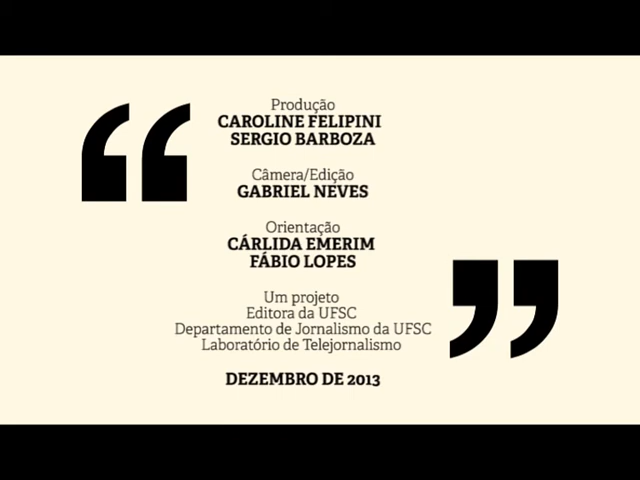 Produção
CAROLINE FELIPINI
SERGIO BARBOZA
Câmera/Edição
GABRIEL NEVES
Orientação
CÁRLIDA EMERIM
FÁBIO LOPES
Um projeto
Editora da UFSC
Departamento de Jornalismo da UFSC
Laboratório de Telejornalismo
DEZEMBRO DE 2013